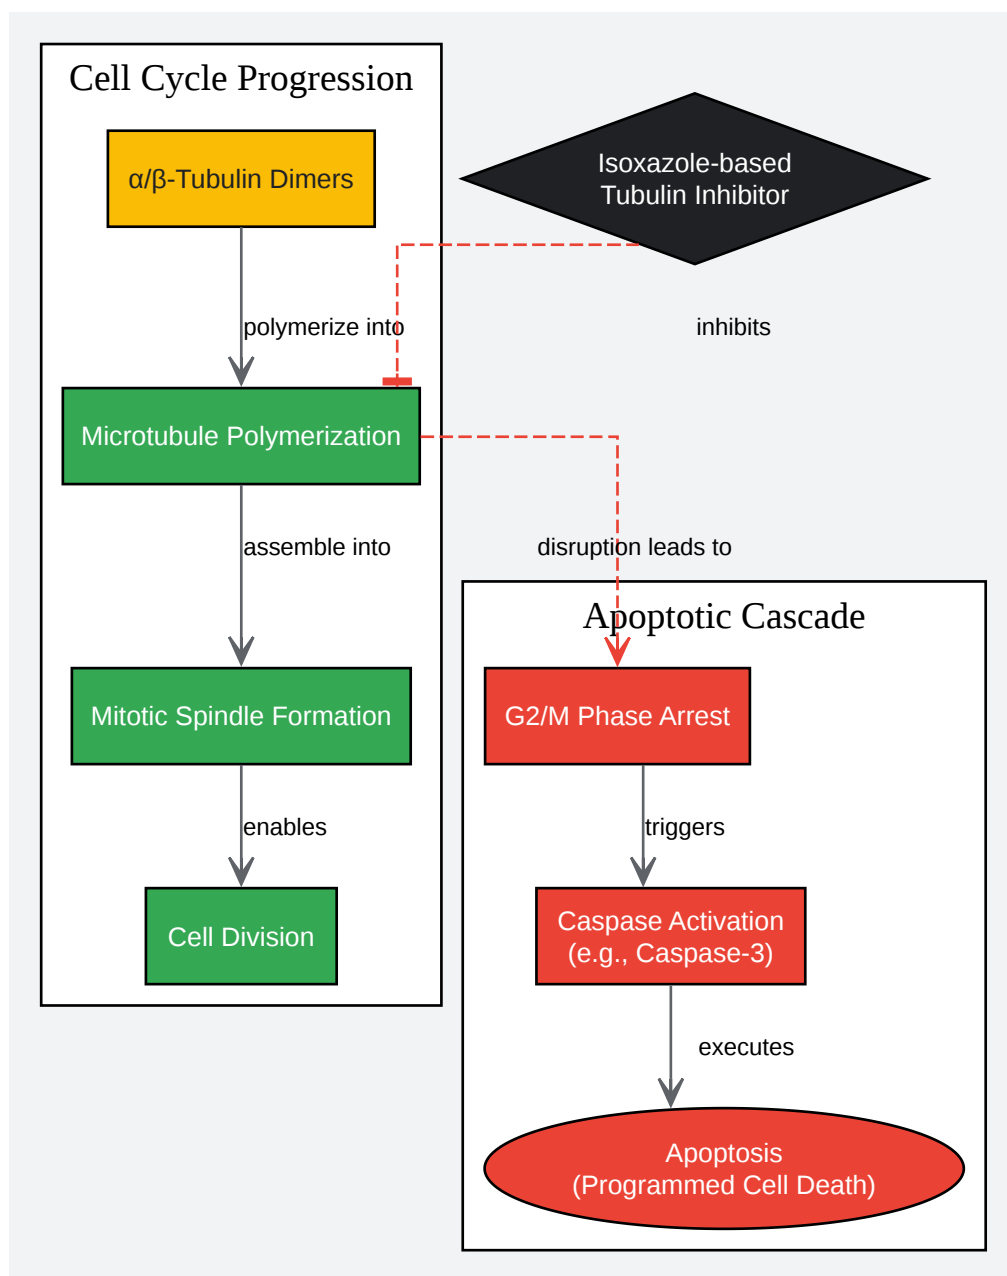 Cell Cycle Progression
α/β-Tubulin Dimers
Isoxazole-based
Tubulin Inhibitor
polymerize into
inhibits
Microtubule Polymerization
assemble into
disruption leads to
Apoptotic Cascade
Mitotic Spindle Formation
G2/M Phase Arrest
enables
triggers
Cell Division
Caspase Activation
(e.g., Caspase-3)
executes
Apoptosis
(Programmed Cell Death)